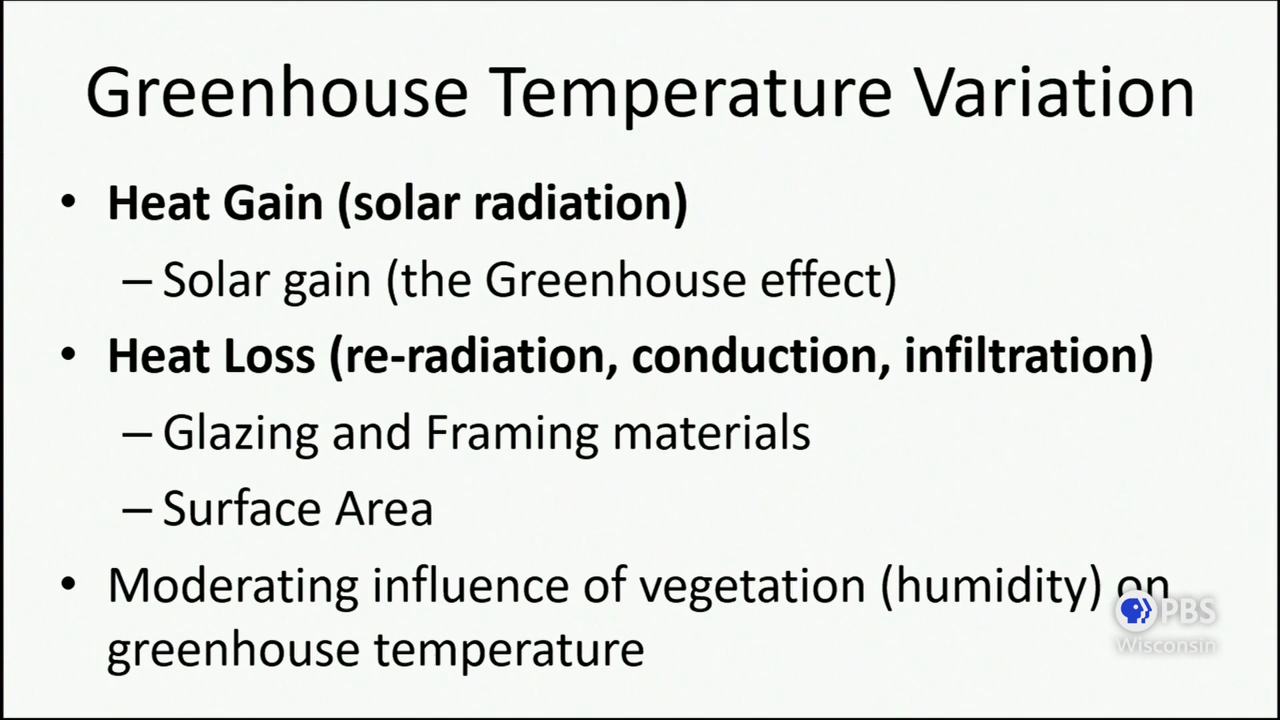 Greenhouse Temperature Variation
• Heat Gain (solar radiation)
– Solar gain (the Greenhouse effect)
• Heat Loss (re-radiation, conduction, infiltration)
– Glazing and Framing materials
– Surface Area
• Moderating influence of vegetation (humidity) on
greenhouse temperature
PBS
Wisconsin